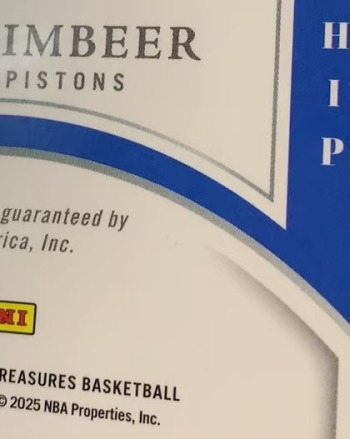 IMBEER
PISTONS
H
I
P
guaranteed by
rica, Inc.
NI
REASURES BASKETBALL
© 2025 NBA Properties, Inc.